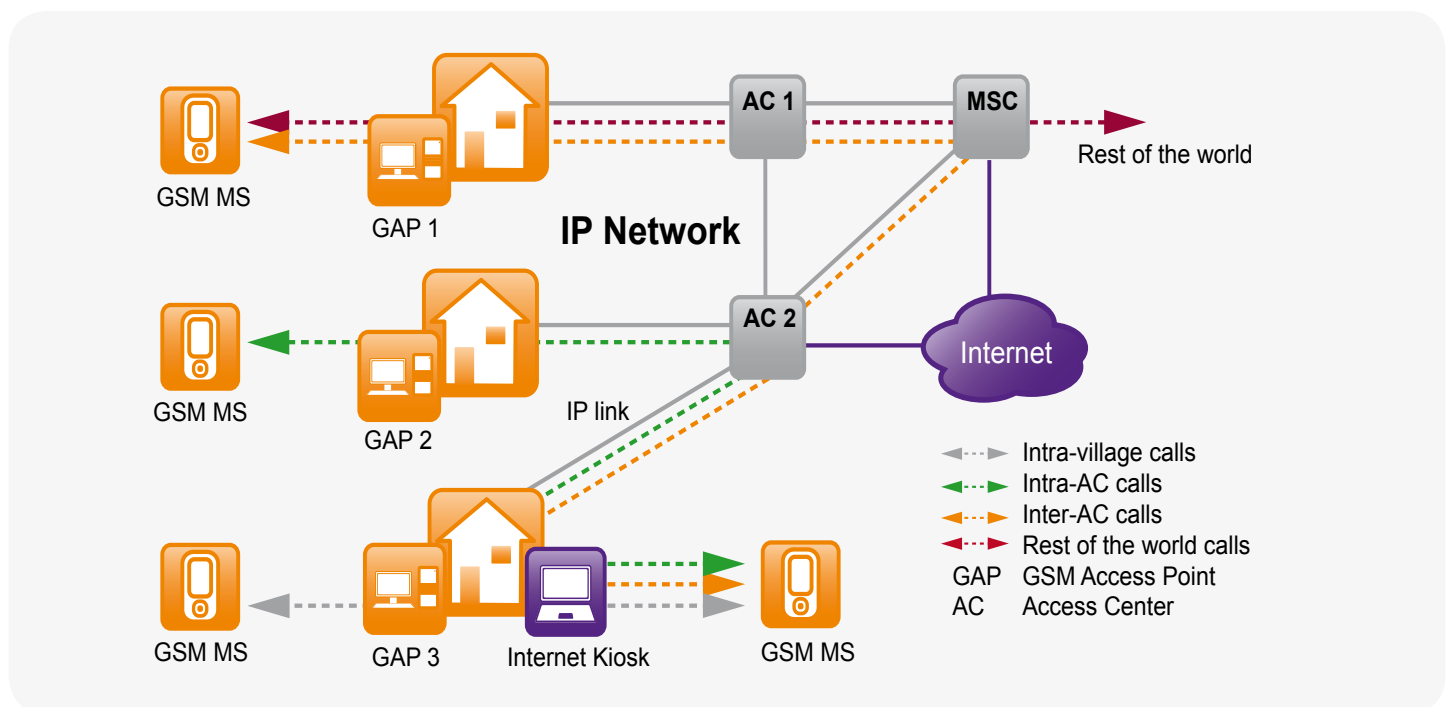 AC 1
MSC
Rest of the world
GSM MS
GAP 1
IP Network
AC 2
Internet
GSM MS
GAP 2
IP link
Intra-village calls
Intra-AC calls
Inter-AC calls
Rest of the world calls
GAP GSM Access Point
AC Access Center
GSM MS
GAP 3
Internet Kiosk
GSM MS